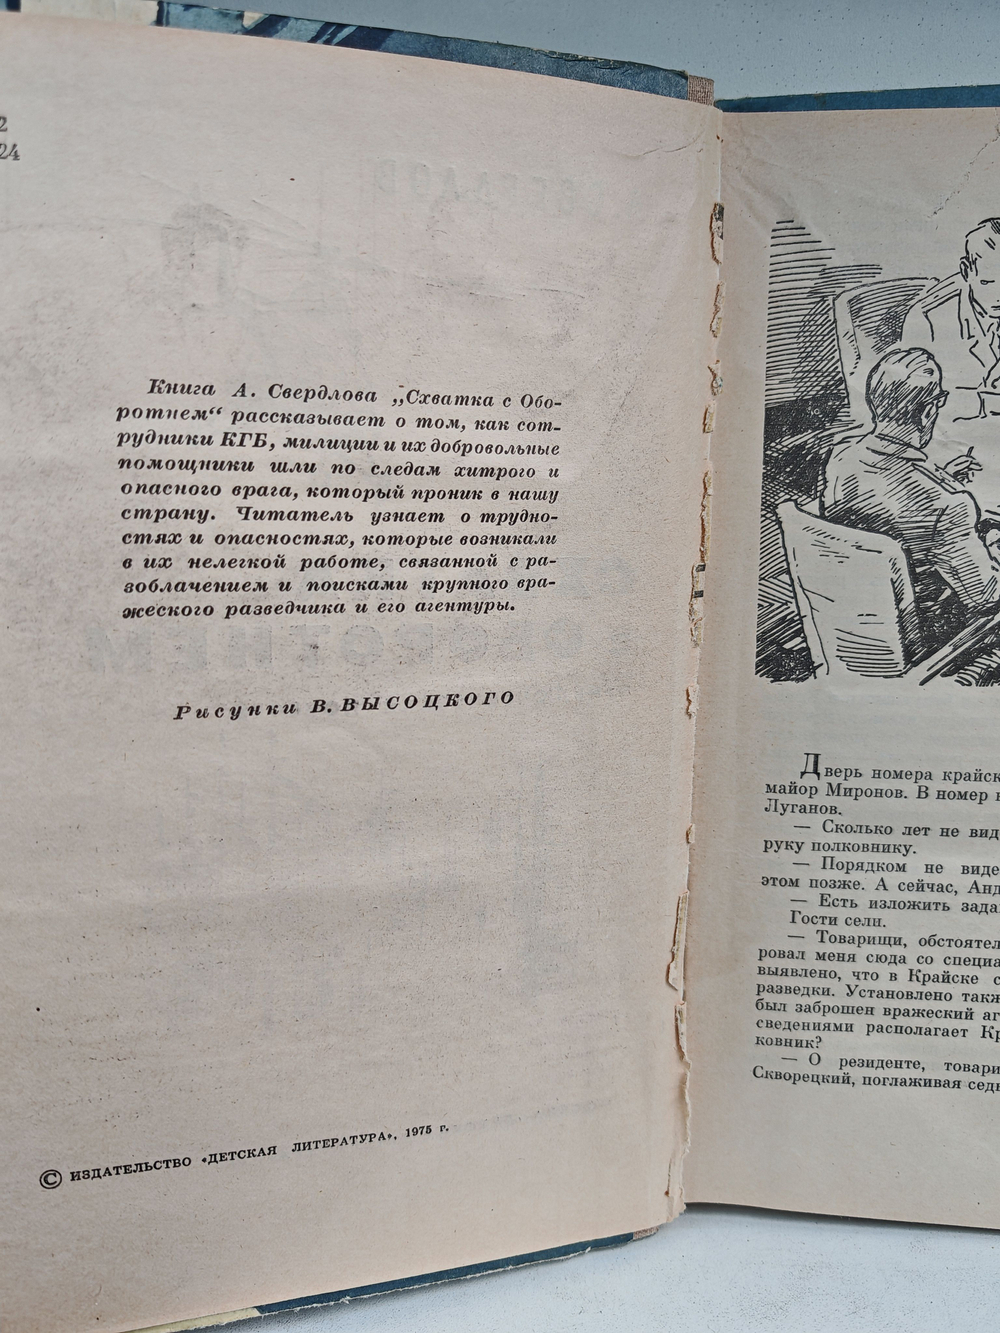 2
24
Книга А. Свердлова „Схватка с Обо-
ротнем“ рассказывает о том, как сот-
рудники КГБ, милиции и их добровольные
помощники шли по следам хитрого и
опасного врага, который проник в нашу
страну. Читатель узнает о трудно-
стях и опасностях, которые возникали
в их нелегкой работе, связанной с ра-
зоблачением и поисками крупного вра-
жеского разведчика и его агентуры.
Рисунки В. ВЫСОЦКОГО
© ИЗДАТЕЛЬСТВО «ДЕТСКАЯ ЛИТЕРАТУРА», 1975 г.
Дверь номера крайск
майор Миронов. В номер
Луганов.
— Сколько лет не вид
руку полковнику.
— Порядком не виде
этом позже. А сейчас, Анд
— Есть изложить зада
Гости сели.
— Товарищи, обстоятел
ровал меня сюда со специа
выявлено, что в Крайске с
разведки. Установлено такж
был заброшен вражеский аг
сведениями располагает Кр
ковник?
— О резиденте, товари
Скворецкий, поглаживая седы